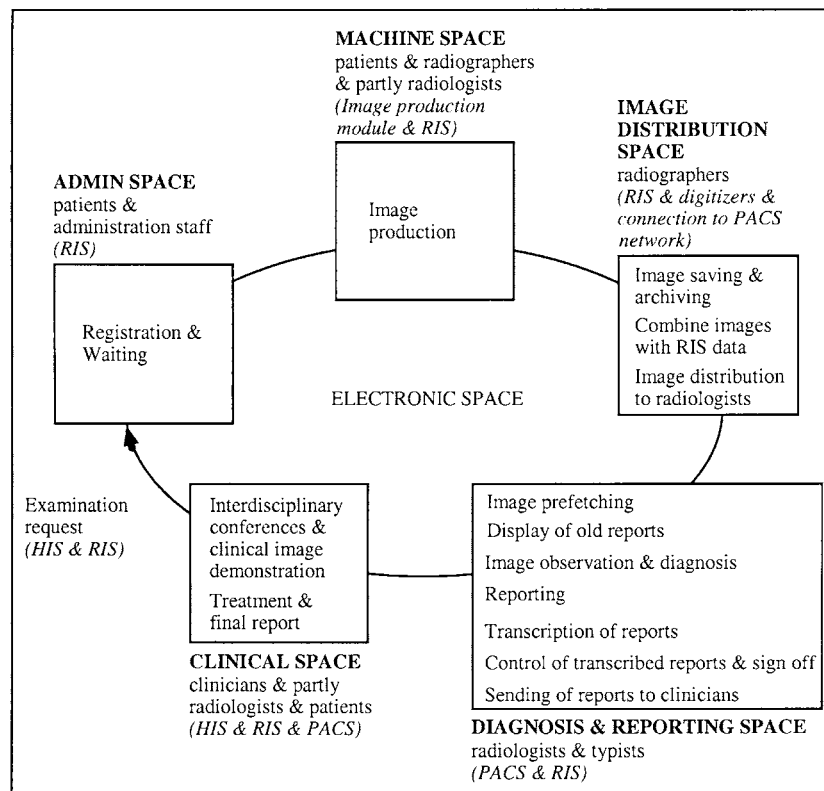 MACHINE SPACE
patients & radiographers
& partly radiologists
(Image production
module & RIS)
Image
production
IMAGE
DISTRIBUTION
SPACE
radiographers
(RIS & digitizers &
connection to PACS
network)
Image saving &
archiving
Combine images
with RIS data
Image distribution
to radiologists
ADMIN SPACE
patients &
administration staff
(RIS)
Registration &
Waiting
ELECTRONIC SPACE
Examination
request
(HIS & RIS)
Interdisciplinary
conferences &
clinical image
demonstration
Treatment &
final report
CLINICAL SPACE
clinicians & partly
radiologists & patients
(HIS & RIS & PACS)
Image prefetching
Display of old reports
Image observation & diagnosis
Reporting
Transcription of reports
Control of transcribed reports & sign off
Sending of reports to clinicians
DIAGNOSIS & REPORTING SPACE
radiologists & typists
(PACS & RIS)